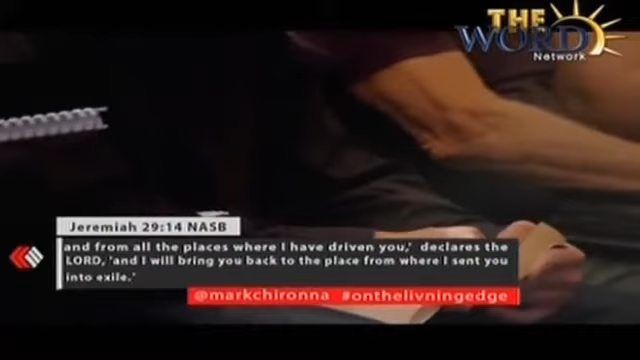 THE
WORD
Network
Jeremiah 29:14 NASB
and from all the places where I have driven you,' declares the
LORD, 'and I will bring you back to the place from where I sent you
into exile.'
@markchironna #onthelivningedge